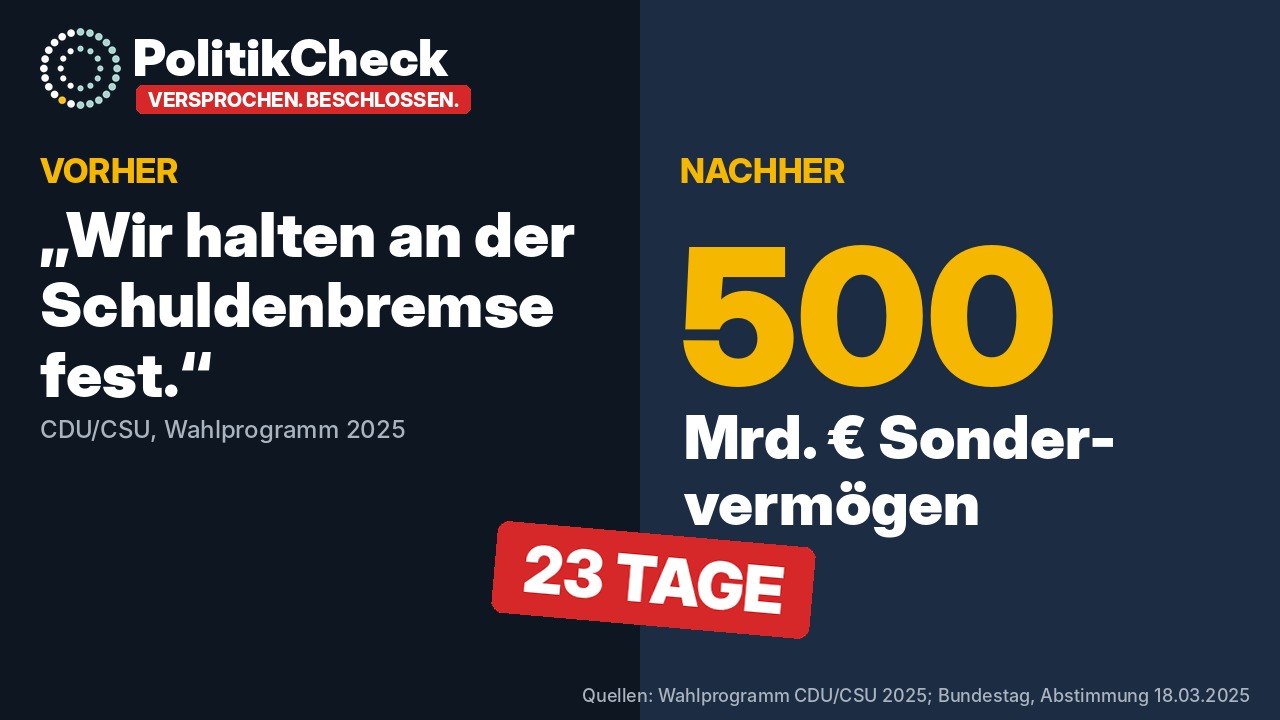 PolitikCheck
VERSPROCHEN. BESCHLOSSEN.
VORHER
„Wir halten an der
Schuldenbremse
fest.“
CDU/CSU, Wahlprogramm 2025
NACHHER
500
Mrd. € Sonder-
vermögen
23 TAGE
Quellen: Wahlprogramm CDU/CSU 2025; Bundestag, Abstimmung 18.03.2025